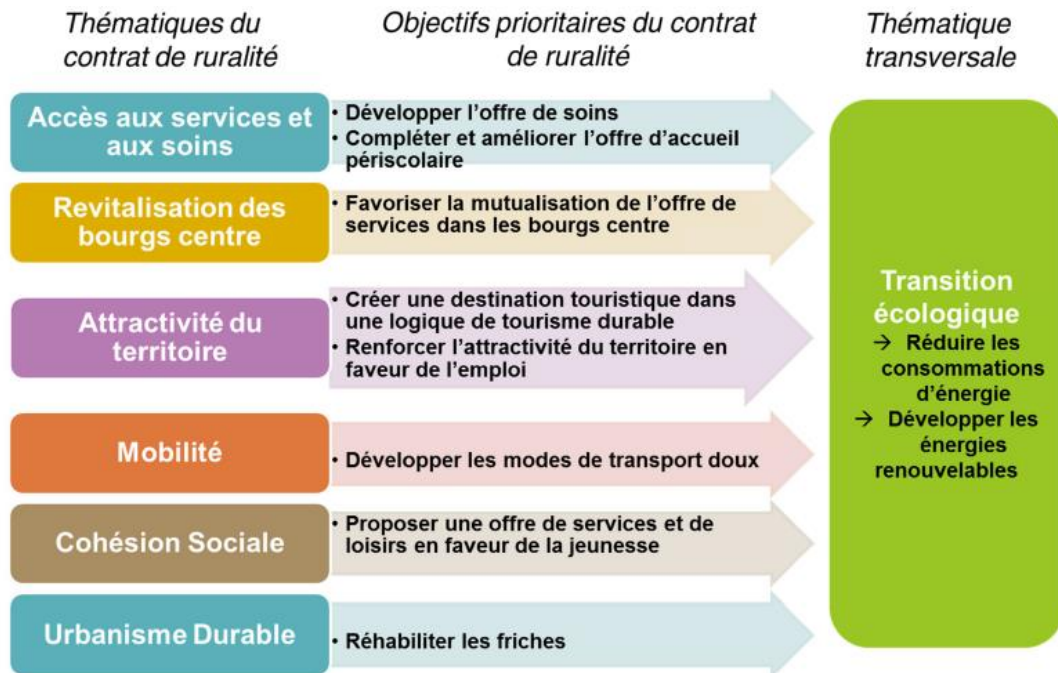 Thématiques du
contrat de ruralité
Objectifs prioritaires du contrat
de ruralité
Thématique
transversale
Accès aux services et
aux soins
• Développer l'offre de soins
• Compléter et améliorer l'offre d'accueil
périscolaire
Revitalisation des
bourgs centre
• Favoriser la mutualisation de l'offre de
services dans les bourgs centre
Attractivité du
territoire
• Créer une destination touristique dans
une logique de tourisme durable
• Renforcer l'attractivité du territoire en
faveur de l'emploi
Mobilité
• Développer les modes de transport doux
Cohésion Sociale
• Proposer une offre de services et de
loisirs en faveur de la jeunesse
Urbanisme Durable
• Réhabiliter les friches
Transition
écologique
→ Réduire les
consommations
d'énergie
→ Développer les
énergies
renouvelables